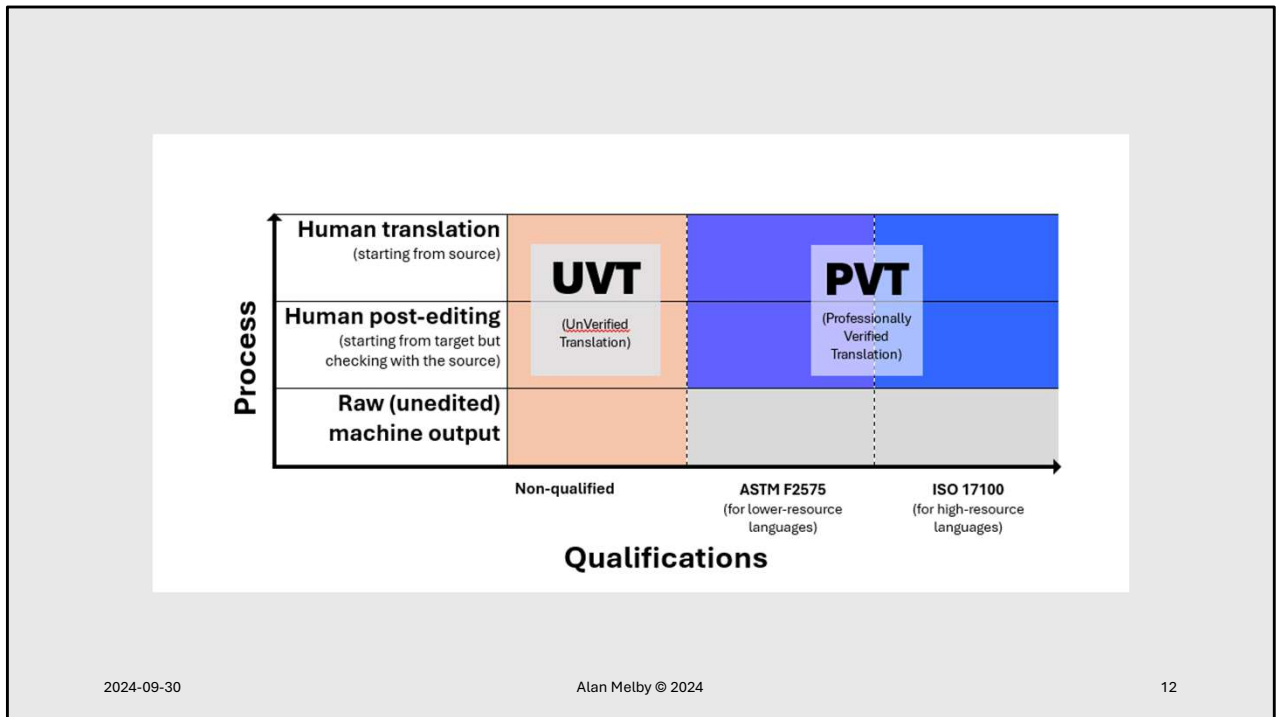 Human translation
(starting from source)
UVT
(UnVerified
Translation)
PVT
(Professionally
Verified
Translation)
Human post-editing
(starting from target but
checking with the source)
Raw (unedited)
machine output
Process
Non-qualified
ASTM F2575
(for lower-resource
languages)
ISO 17100
(for high-resource
languages)
Qualifications
2024-09-30
Alan Melby © 2024
12